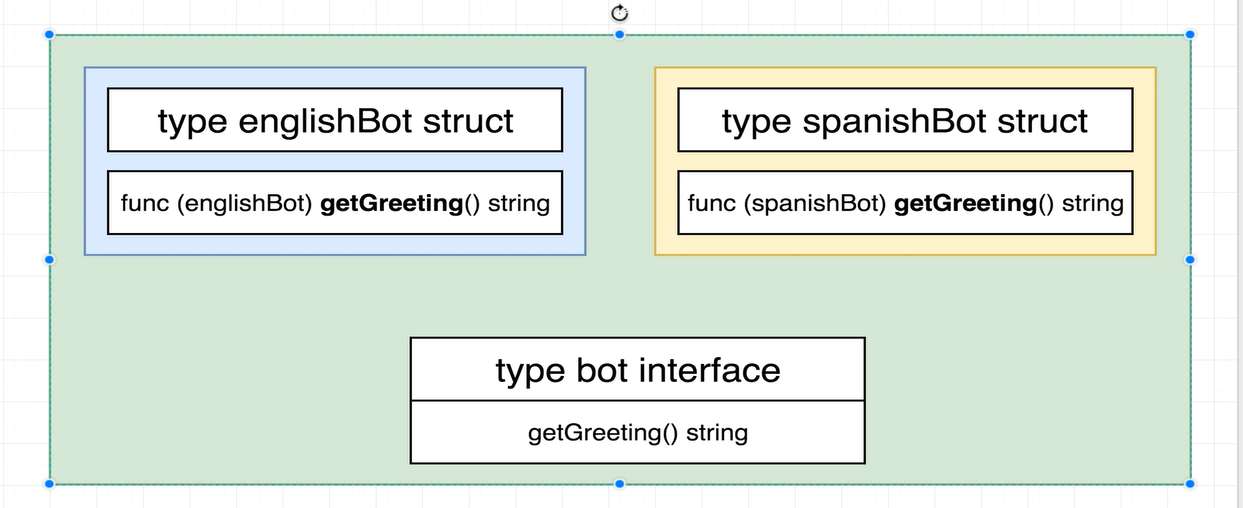 type englishBot struct
func (englishBot) getGreeting() string
type spanishBot struct
func (spanishBot) getGreeting() string
type bot interface
getGreeting() string